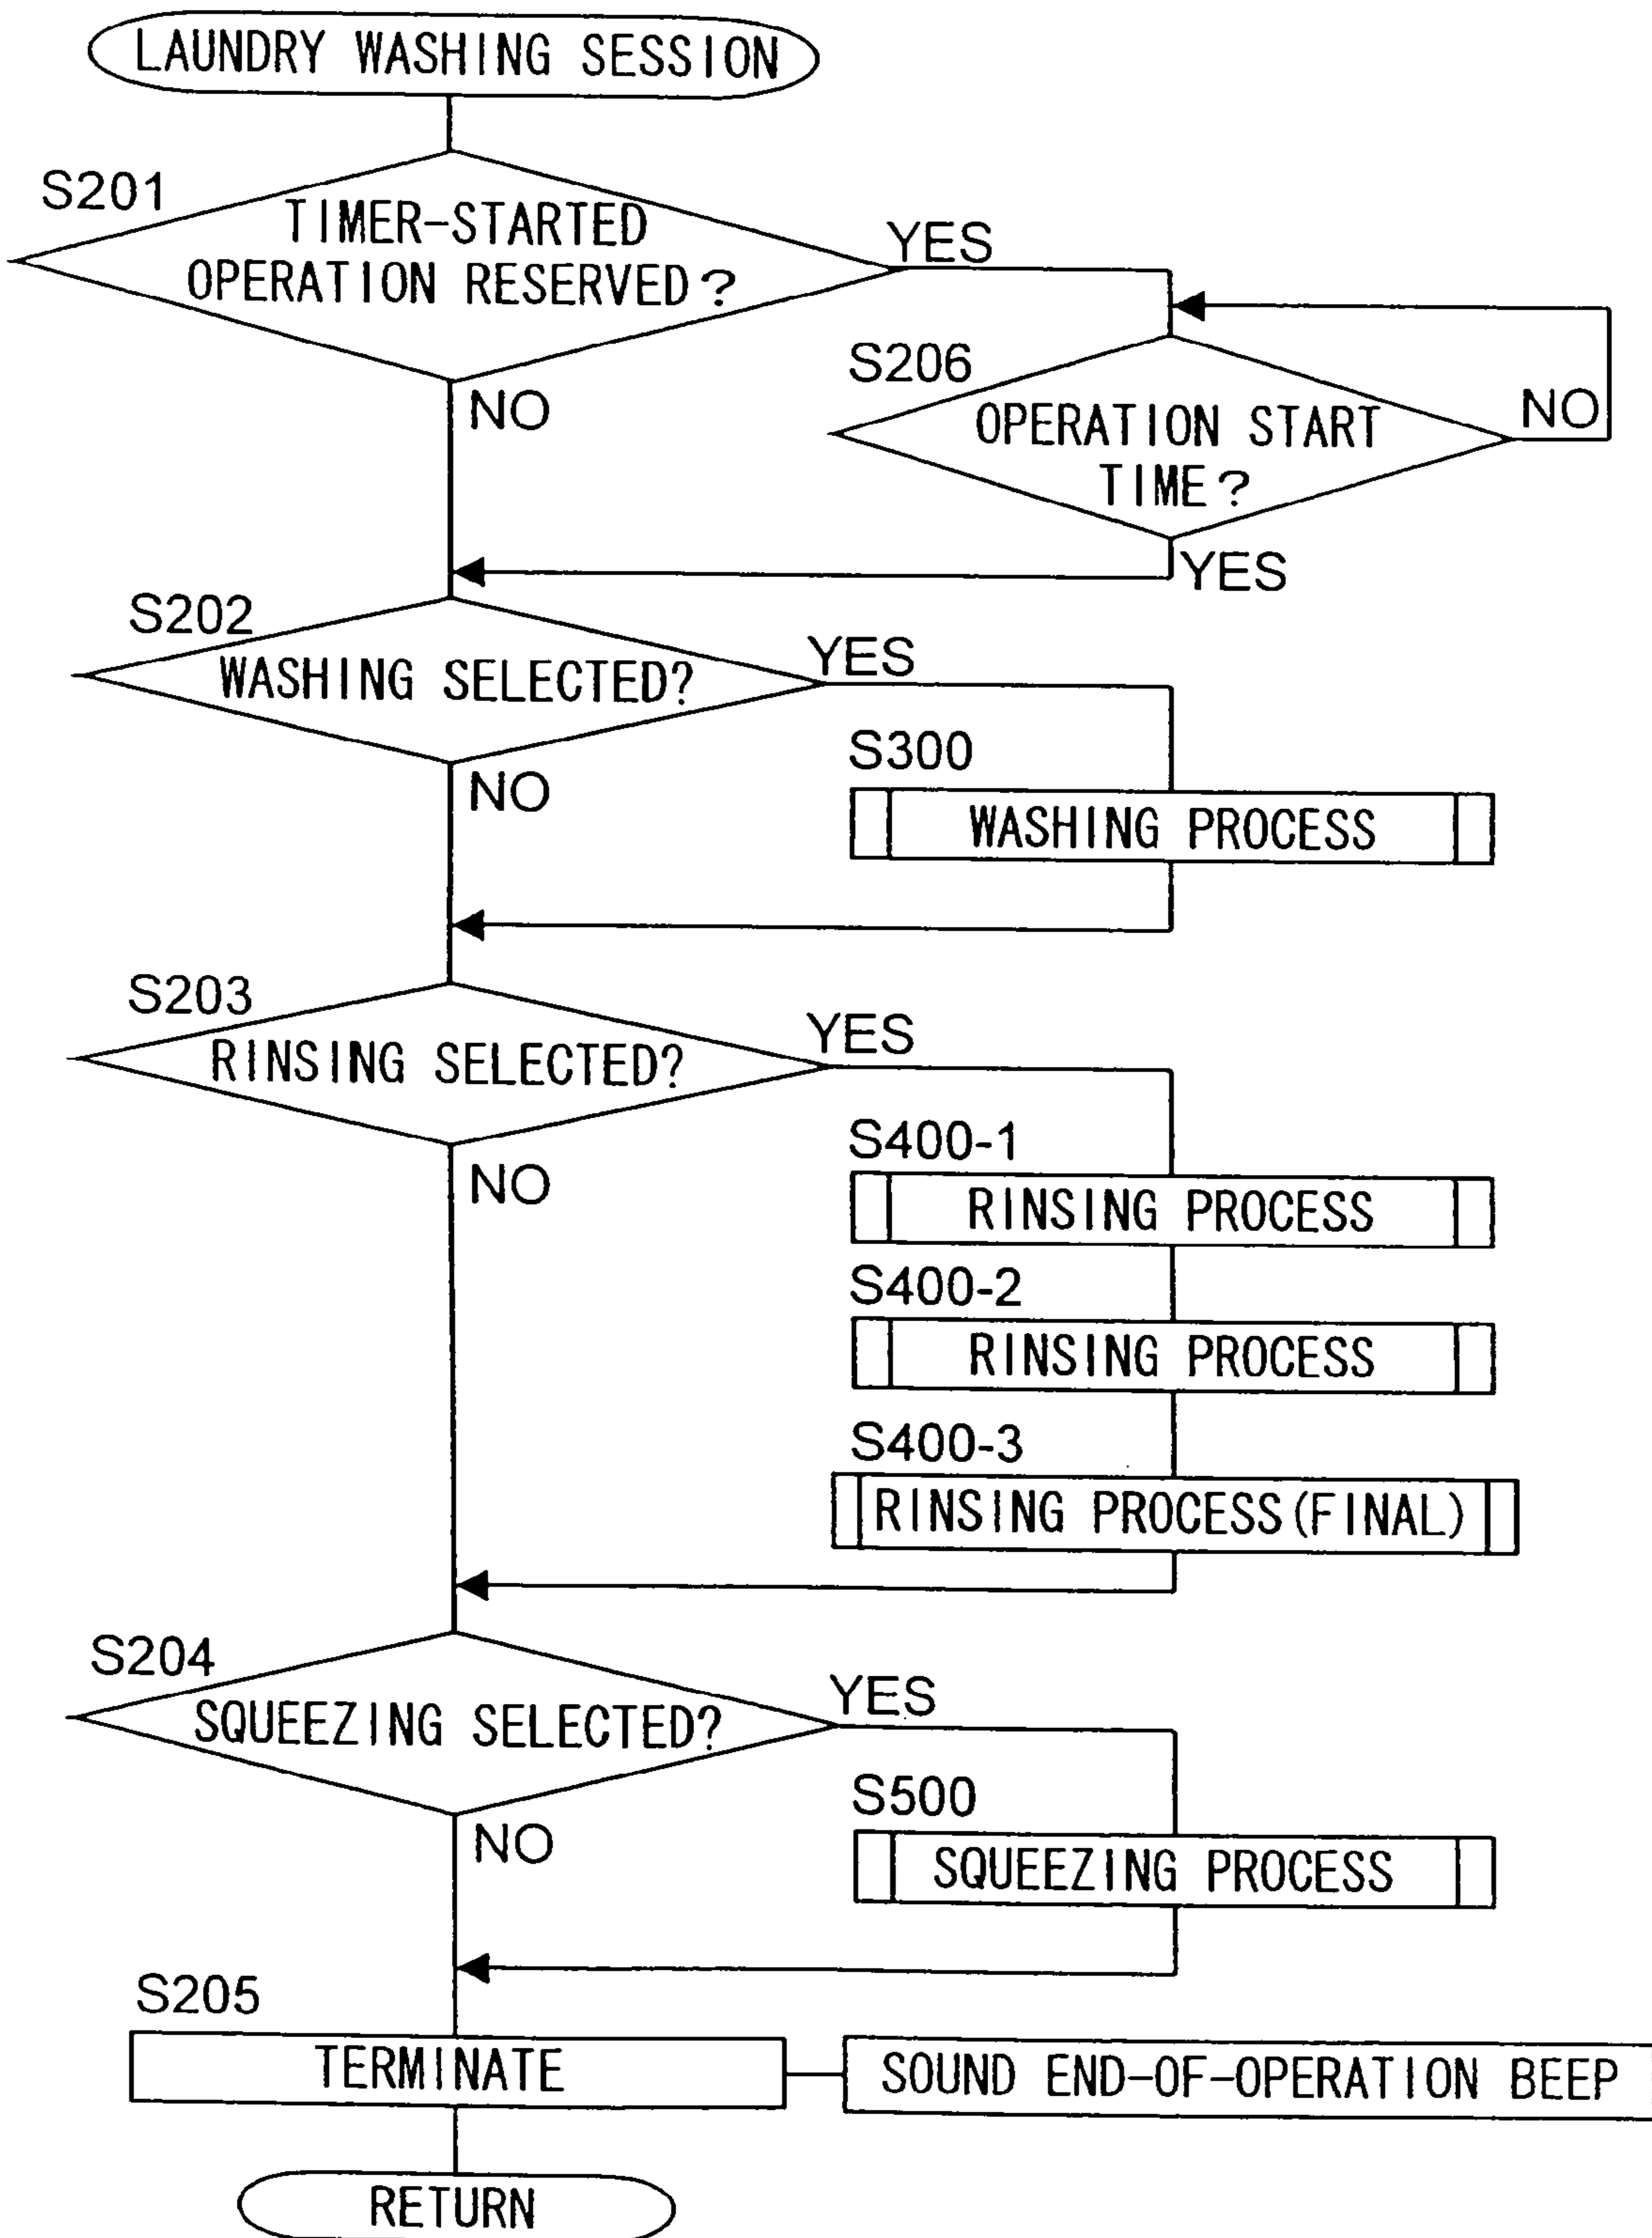 LAUNDRY WASHING SESSION
S201
TIMER-STARTED
OPERATION RESERVED?
YES
NO
S206
OPERATION START
TIME?
NO
YES
S202
WASHING SELECTED?
YES
NO
S300
WASHING PROCESS
S203
RINSING SELECTED?
YES
NO
S400-1
RINSING PROCESS
S400-2
RINSING PROCESS
S400-3
RINSING PROCESS(FINAL)
S204
SQUEEZING SELECTED?
YES
NO
S500
SQUEEZING PROCESS
S205
TERMINATE
SOUND END-OF-OPERATION BEEP
RETURN